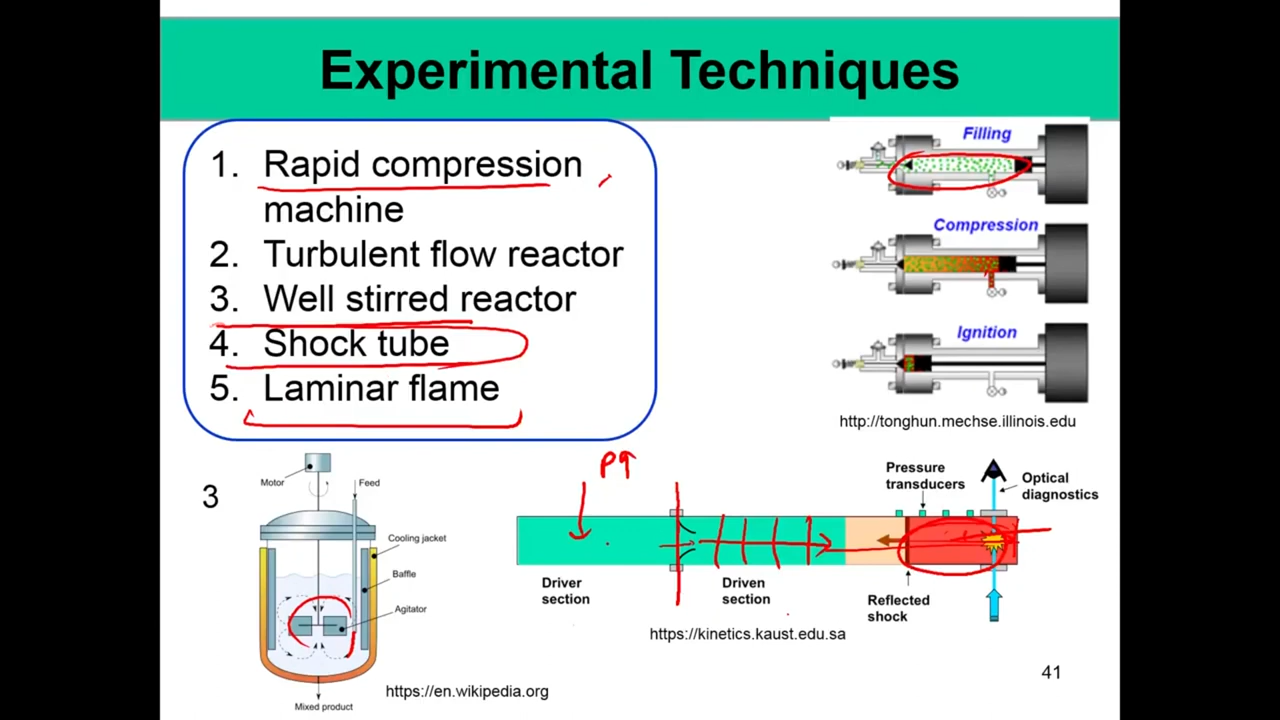 Experimental Techniques
1. Rapid compression
machine
2. Turbulent flow reactor
3. Well stirred reactor
4. Shock tube
5. Laminar flame
Filling
Compression
Ignition
http://tonghun.mechse.illinois.edu
3
Motor
Feed
Cooling jacket
Baffle
Agitator
Mixed product
https://en.wikipedia.org
P↑
Pressure
transducers
Optical
diagnostics
Driver
section
Driven
section
Reflected
shock
https://kinetics.kaust.edu.sa
41